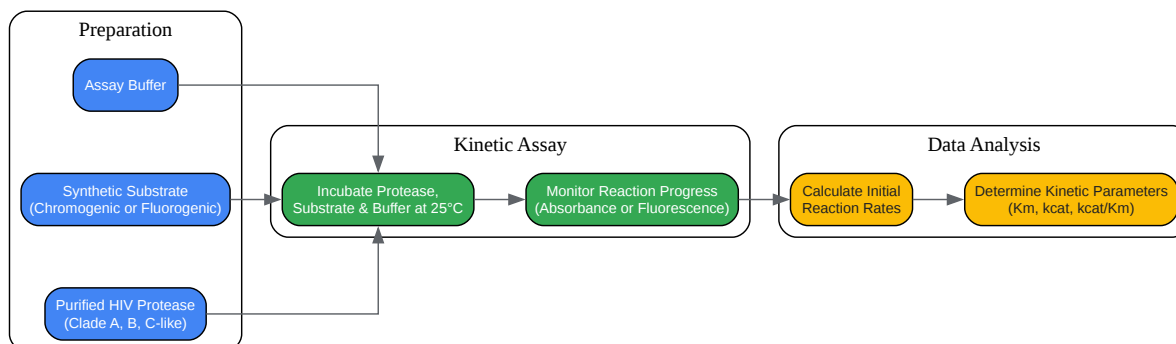 Preparation
Assay Buffer
Synthetic Substrate
(Chromogenic or Fluorogenic)
Purified HIV Protease
(Clade A, B, C-like)
Kinetic Assay
Incubate Protease,
Substrate & Buffer at 25°C
Monitor Reaction Progress
(Absorbance or Fluorescence)
Data Analysis
Calculate Initial
Reaction Rates
Determine Kinetic Parameters
(Km, kcat, kcat/Km)